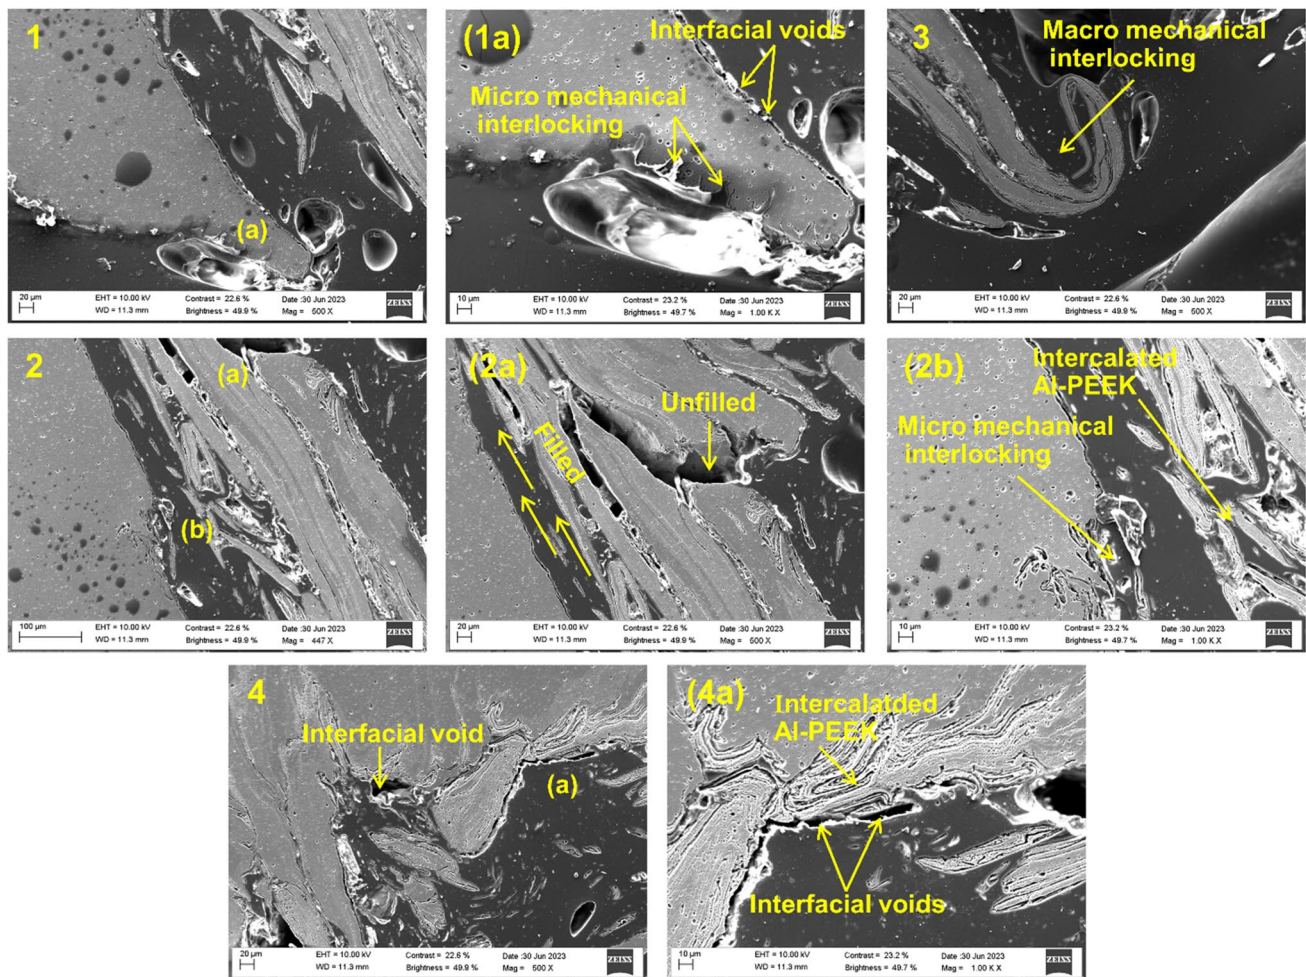 1
(a)
20 µm
EHT = 10.00 kV
Contrast = 22.6 %
Date :30 Jun 2023
WD = 11.3 mm
Brightness = 49.9 %
Mag = 500 X
ZEISS
(1a)
Interfacial voids
Micro mechanical
interlocking
10 µm
EHT = 10.00 kV
Contrast = 23.2 %
Date :30 Jun 2023
WD = 11.3 mm
Brightness = 49.7 %
Mag = 1.00 K X
ZEISS
3
Macro mechanical
interlocking
20 µm
EHT = 10.00 kV
Contrast = 22.6 %
Date :30 Jun 2023
WD = 11.3 mm
Brightness = 49.9 %
Mag = 500 X
ZEISS
2
(a)
(b)
100 µm
EHT = 10.00 kV
Contrast = 22.6 %
Date :30 Jun 2023
WD = 11.3 mm
Brightness = 49.9 %
Mag = 447 X
ZEISS
(2a)
Unfilled
Filled
20 µm
EHT = 10.00 kV
Contrast = 22.6 %
Date :30 Jun 2023
WD = 11.3 mm
Brightness = 49.9 %
Mag = 500 X
ZEISS
(2b)
Intercalated
Al-PEEK
Micro mechanical
interlocking
10 µm
EHT = 10.00 kV
Contrast = 23.2 %
Date :30 Jun 2023
WD = 11.3 mm
Brightness = 49.7 %
Mag = 1.00 K X
ZEISS
4
Interfacial void
(a)
20 µm
EHT = 10.00 kV
Contrast = 22.6 %
Date :30 Jun 2023
WD = 11.3 mm
Brightness = 49.9 %
Mag = 500 X
ZEISS
(4a)
Intercalatded
Al-PEEK
Interfacial voids
10 µm
EHT = 10.00 kV
Contrast = 23.2 %
Date :30 Jun 2023
WD = 11.3 mm
Brightness = 49.7 %
Mag = 1.00 K X
ZEISS